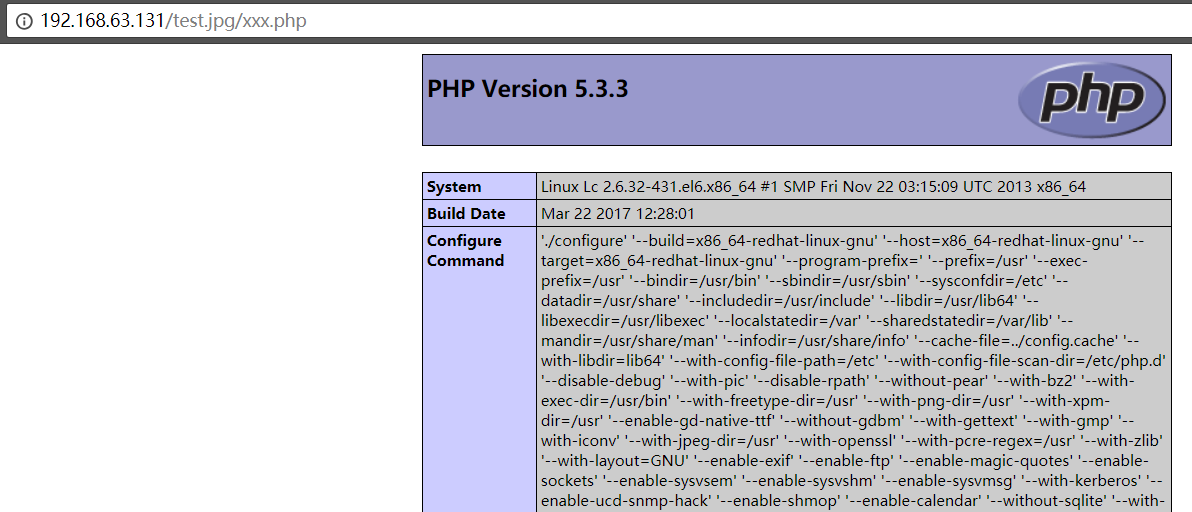 192.168.63.131/test.jpg/xxx.php
PHP Version 5.3.3
php
System
Linux Lc 2.6.32-431.el6.x86_64 #1 SMP Fri Nov 22 03:15:09 UTC 2013 x86_64
Build Date
Mar 22 2017 12:28:01
Configure
Command
'./configure' '--build=x86_64-redhat-linux-gnu' '--host=x86_64-redhat-linux-gnu' '--
target=x86_64-redhat-linux-gnu' '--program-prefix=' '--prefix=/usr' '--exec-
prefix=/usr' '--bindir=/usr/bin' '--sbindir=/usr/sbin' '--sysconfdir=/etc' '--
datadir=/usr/share' '--includedir=/usr/include' '--libdir=/usr/lib64' '--
libexecdir=/usr/libexec' '--localstatedir=/var' '--sharedstatedir=/var/lib' '--
mandir=/usr/share/man' '--infodir=/usr/share/info' '--cache-file=../config.cache' '--
with-libdir=lib64' '--with-config-file-path=/etc' '--with-config-file-scan-dir=/etc/php.d'
'--disable-debug' '--with-pic' '--disable-rpath' '--without-pear' '--with-bz2' '--with-
exec-dir=/usr/bin' '--with-freetype-dir=/usr' '--with-png-dir=/usr' '--with-xpm-
dir=/usr' '--enable-gd-native-ttf' '--without-gdbm' '--with-gettext' '--with-gmp' '--
with-iconv' '--with-jpeg-dir=/usr' '--with-openssl' '--with-pcre-regex=/usr' '--with-zlib'
'--with-layout=GNU' '--enable-exif' '--enable-ftp' '--enable-magic-quotes' '--enable-
sockets' '--enable-sysvsem' '--enable-sysvshm' '--enable-sysvmsg' '--with-kerberos' '--
enable-ucd-snmp-hack' '--enable-shmop' '--enable-calendar' '--without-sqlite' '--with-